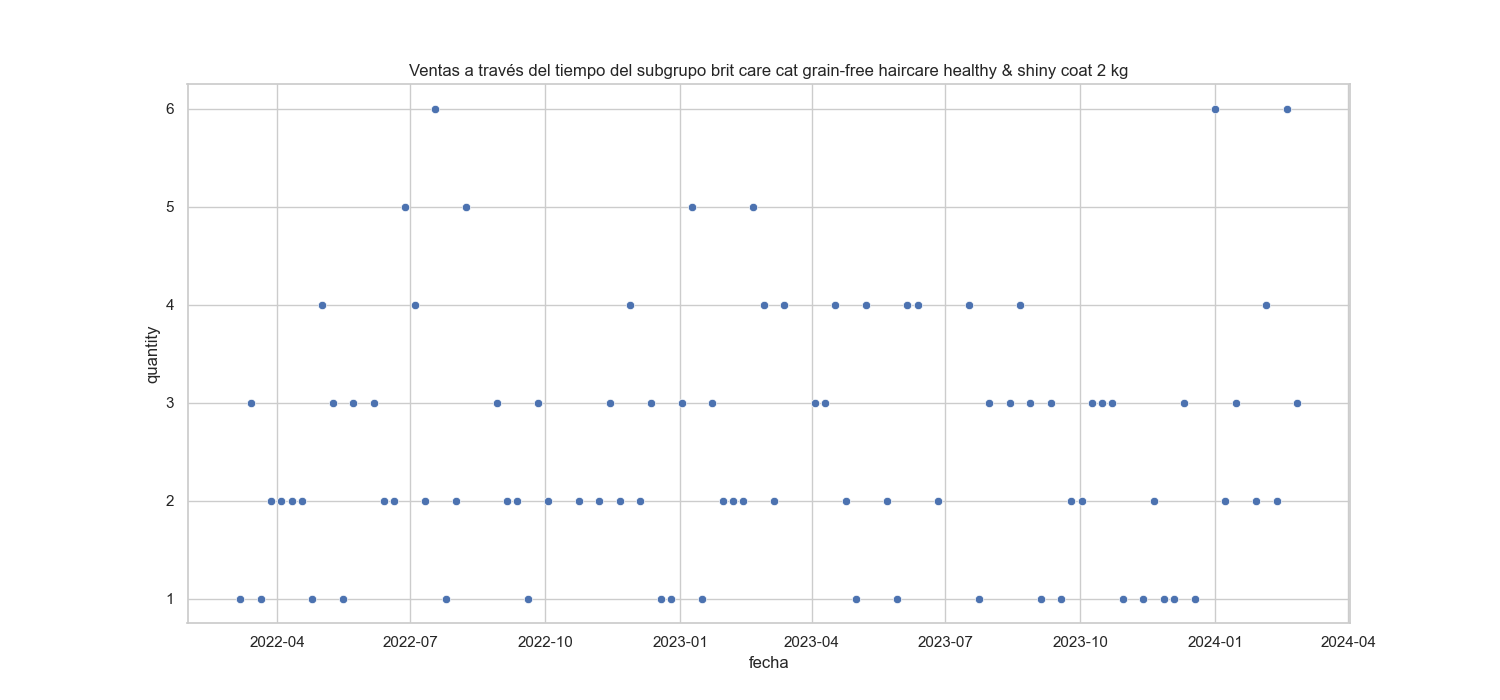 Ventas a través del tiempo del subgrupo brit care cat grain-free haircare healthy & shiny coat 2 kg
6
5
4
3
2
1
quantity
2022-04 2022-07 2022-10 2023-01 2023-04 2023-07 2023-10 2024-01 2024-04
fecha